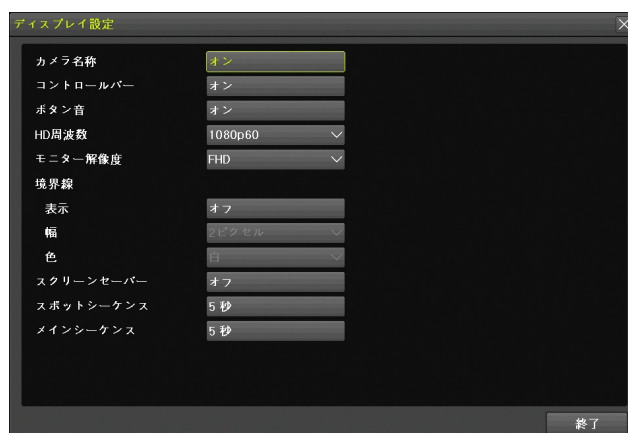 ディスプレイ設定
カメラ名称 オン
コントロールバー オン
ボタン音 オン
HD周波数 1080p60
モニター解像度 FHD
境界線
表示 オフ
幅 2ピクセル
色 白
スクリーンセーバー オフ
スポットシーケンス 5 秒
メインシーケンス 5 秒
終了